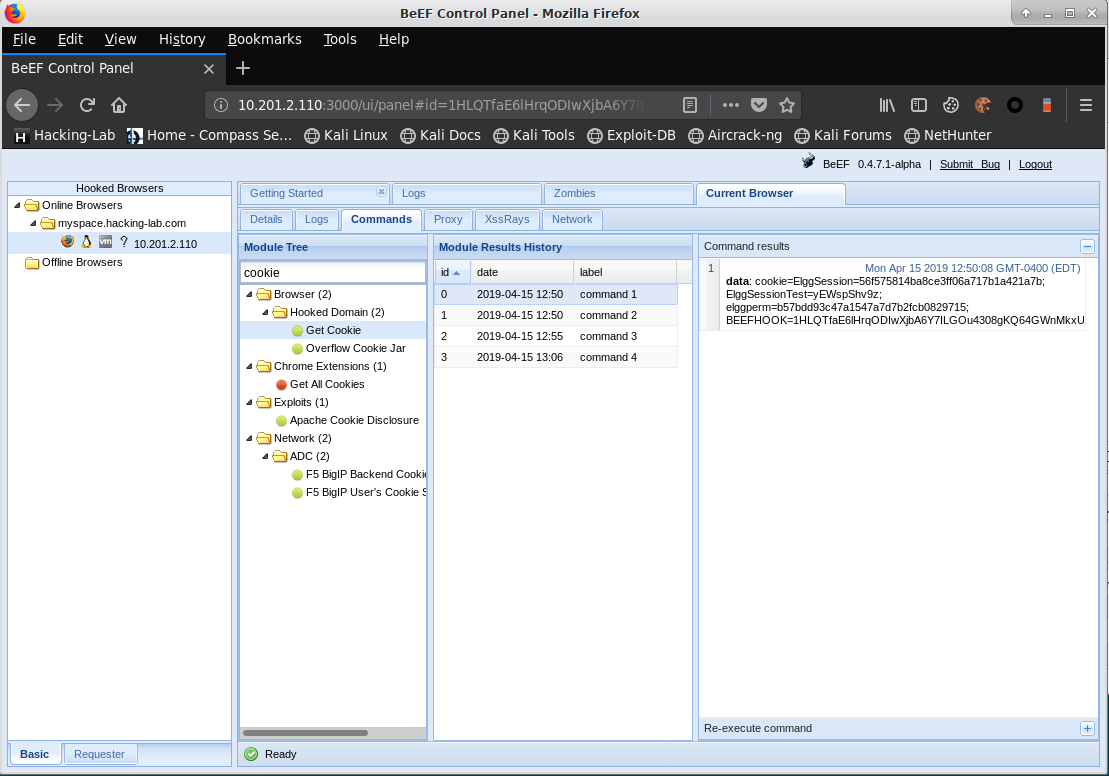 BeEF Control Panel - Mozilla Firefox
File Edit View History Bookmarks Tools Help
BeEF Control Panel
10.201.2.110:3000/ui/panel#id=1HLQTfaE6lHrqODIwXjbA6Y7IL
Hacking-Lab Home - Compass Se... Kali Linux Kali Docs Kali Tools Exploit-DB Aircrack-ng Kali Forums NetHunter
BeEF 0.4.7.1-alpha | Submit Bug | Logout
Hooked Browsers
Online Browsers
myspace.hacking-lab.com
? 10.201.2.110
Offline Browsers
Basic Requester
Getting Started Logs Zombies Current Browser
Details Logs Commands Proxy XssRays Network
Module Tree
cookie
Browser (2)
Hooked Domain (2)
Get Cookie
Overflow Cookie Jar
Chrome Extensions (1)
Get All Cookies
Exploits (1)
Apache Cookie Disclosure
Network (2)
ADC (2)
F5 BigIP Backend Cookie
F5 BigIP User's Cookie S
Module Results History
id date label
0 2019-04-15 12:50 command 1
1 2019-04-15 12:50 command 2
2 2019-04-15 12:55 command 3
3 2019-04-15 13:06 command 4
Command results
1 Mon Apr 15 2019 12:50:08 GMT-0400 (EDT)
data: cookie=ElggSession=56f575814ba8ce3ff06a717b1a421a7b;
ElggSessionTest=yEWspShv9z;
elggperm=b57bdd93c47a1547a7d7b2fcb0829715;
BEEFHOOK=1HLQTfaE6lHrqODIwXjbA6Y7ILGOu4308gKQ64GWnMkxU
Re-execute command
Ready